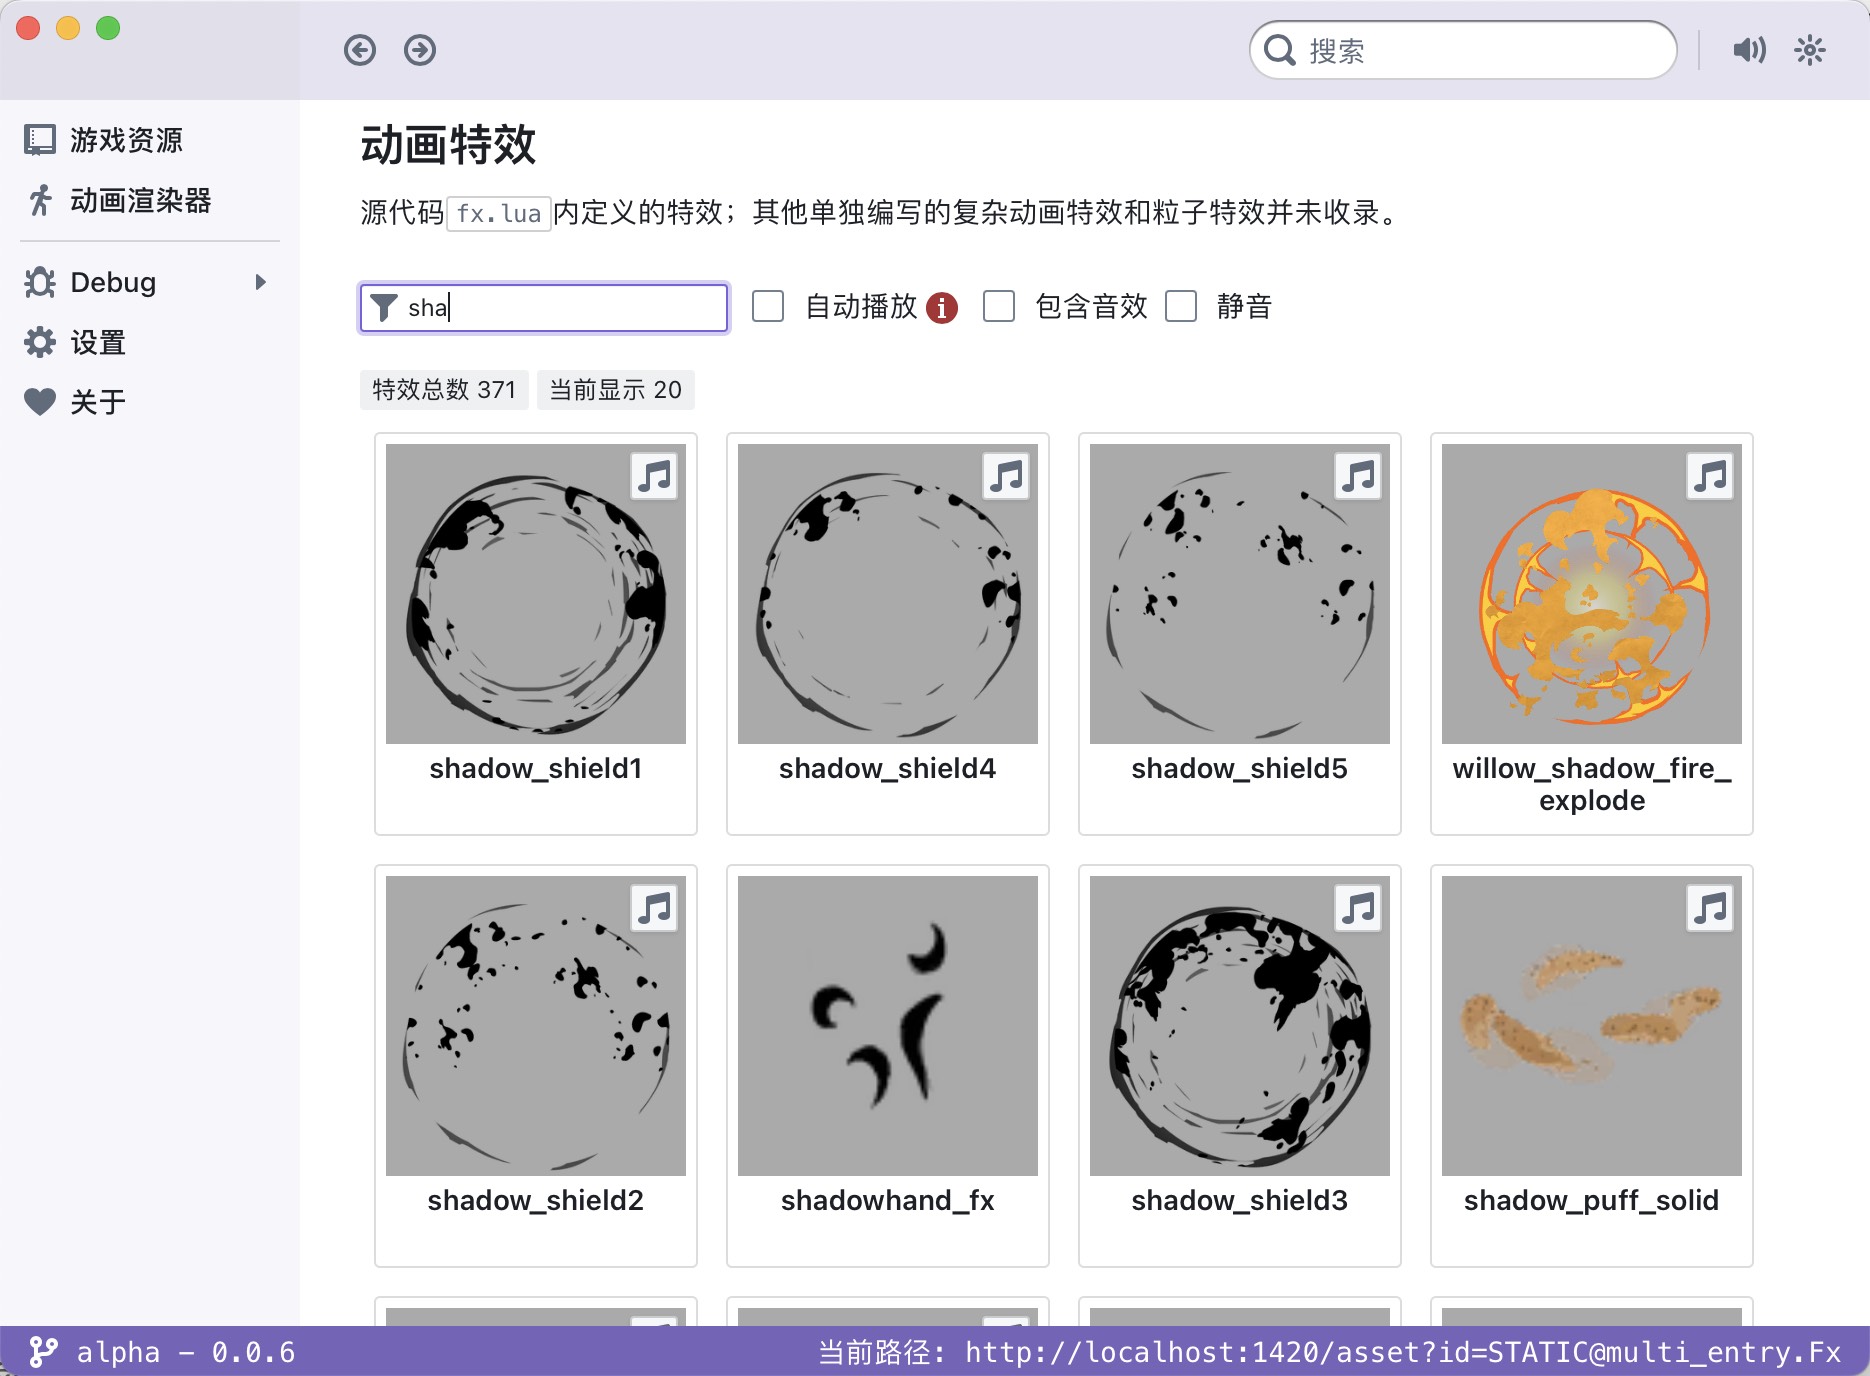 搜索
游戏资源
动画渲染器
Debug
设置
关于
动画特效
源代码 fx.lua 内定义的特效；其他单独编写的复杂动画特效和粒子特效并未收录。
sha
自动播放 包含音效 静音
特效总数 371 当前显示 20
shadow_shield1
shadow_shield4
shadow_shield5
willow_shadow_fire_
explode
shadow_shield2
shadowhand_fx
shadow_shield3
shadow_puff_solid
alpha – 0.0.6
当前路径: http://localhost:1420/asset?id=STATIC@multi_entry.Fx